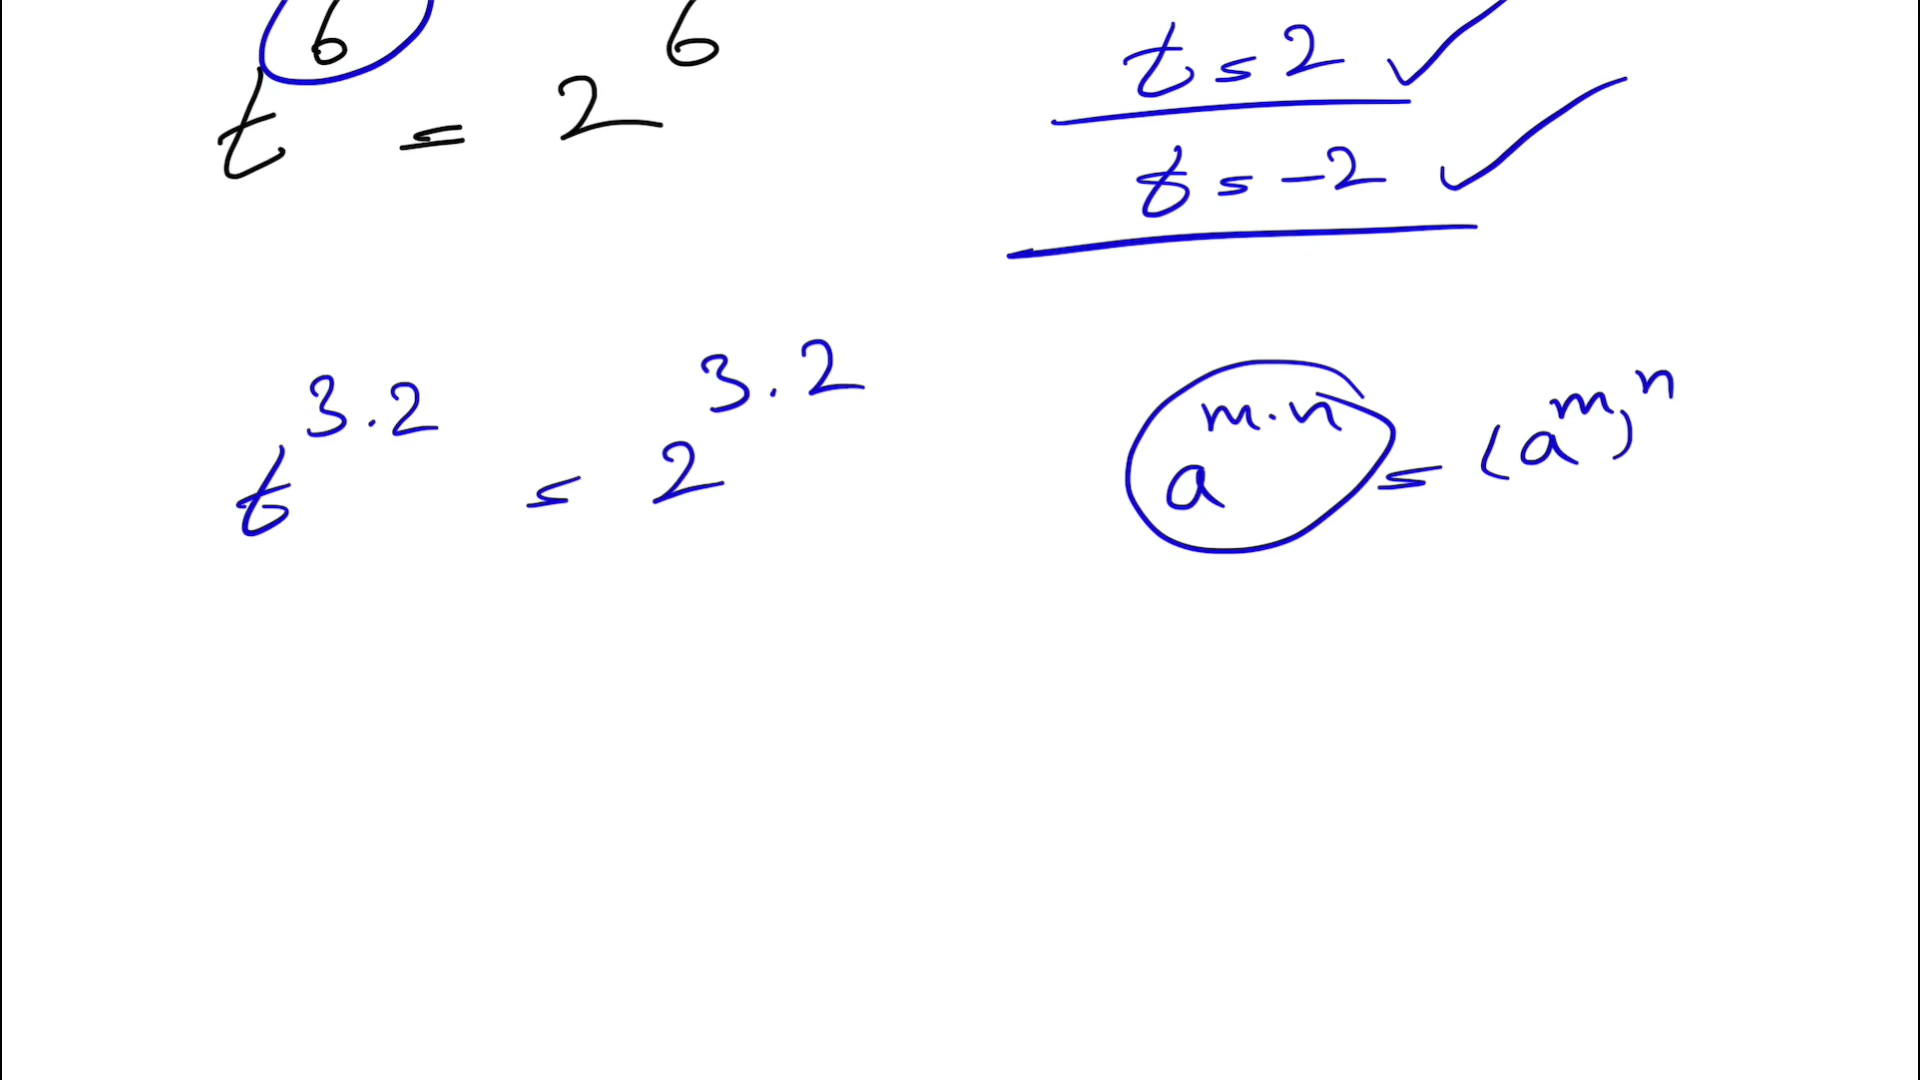 t^6 = 2^6
t = 2 ✓
t = -2 ✓
t^{3.2} = 2^{3.2}
a^{m·n} = (a^m)^n